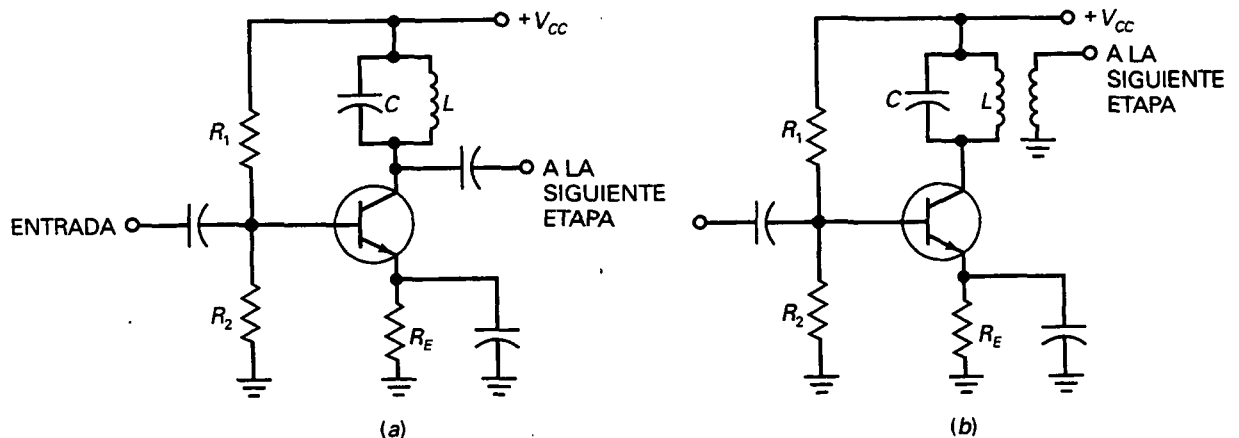 +V_CC
C
L
R_1
A LA
SIGUIENTE
ETAPA
ENTRADA
R_2
R_E
(a)
+V_CC
A LA
SIGUIENTE
ETAPA
C
L
R_1
R_2
R_E
(b)